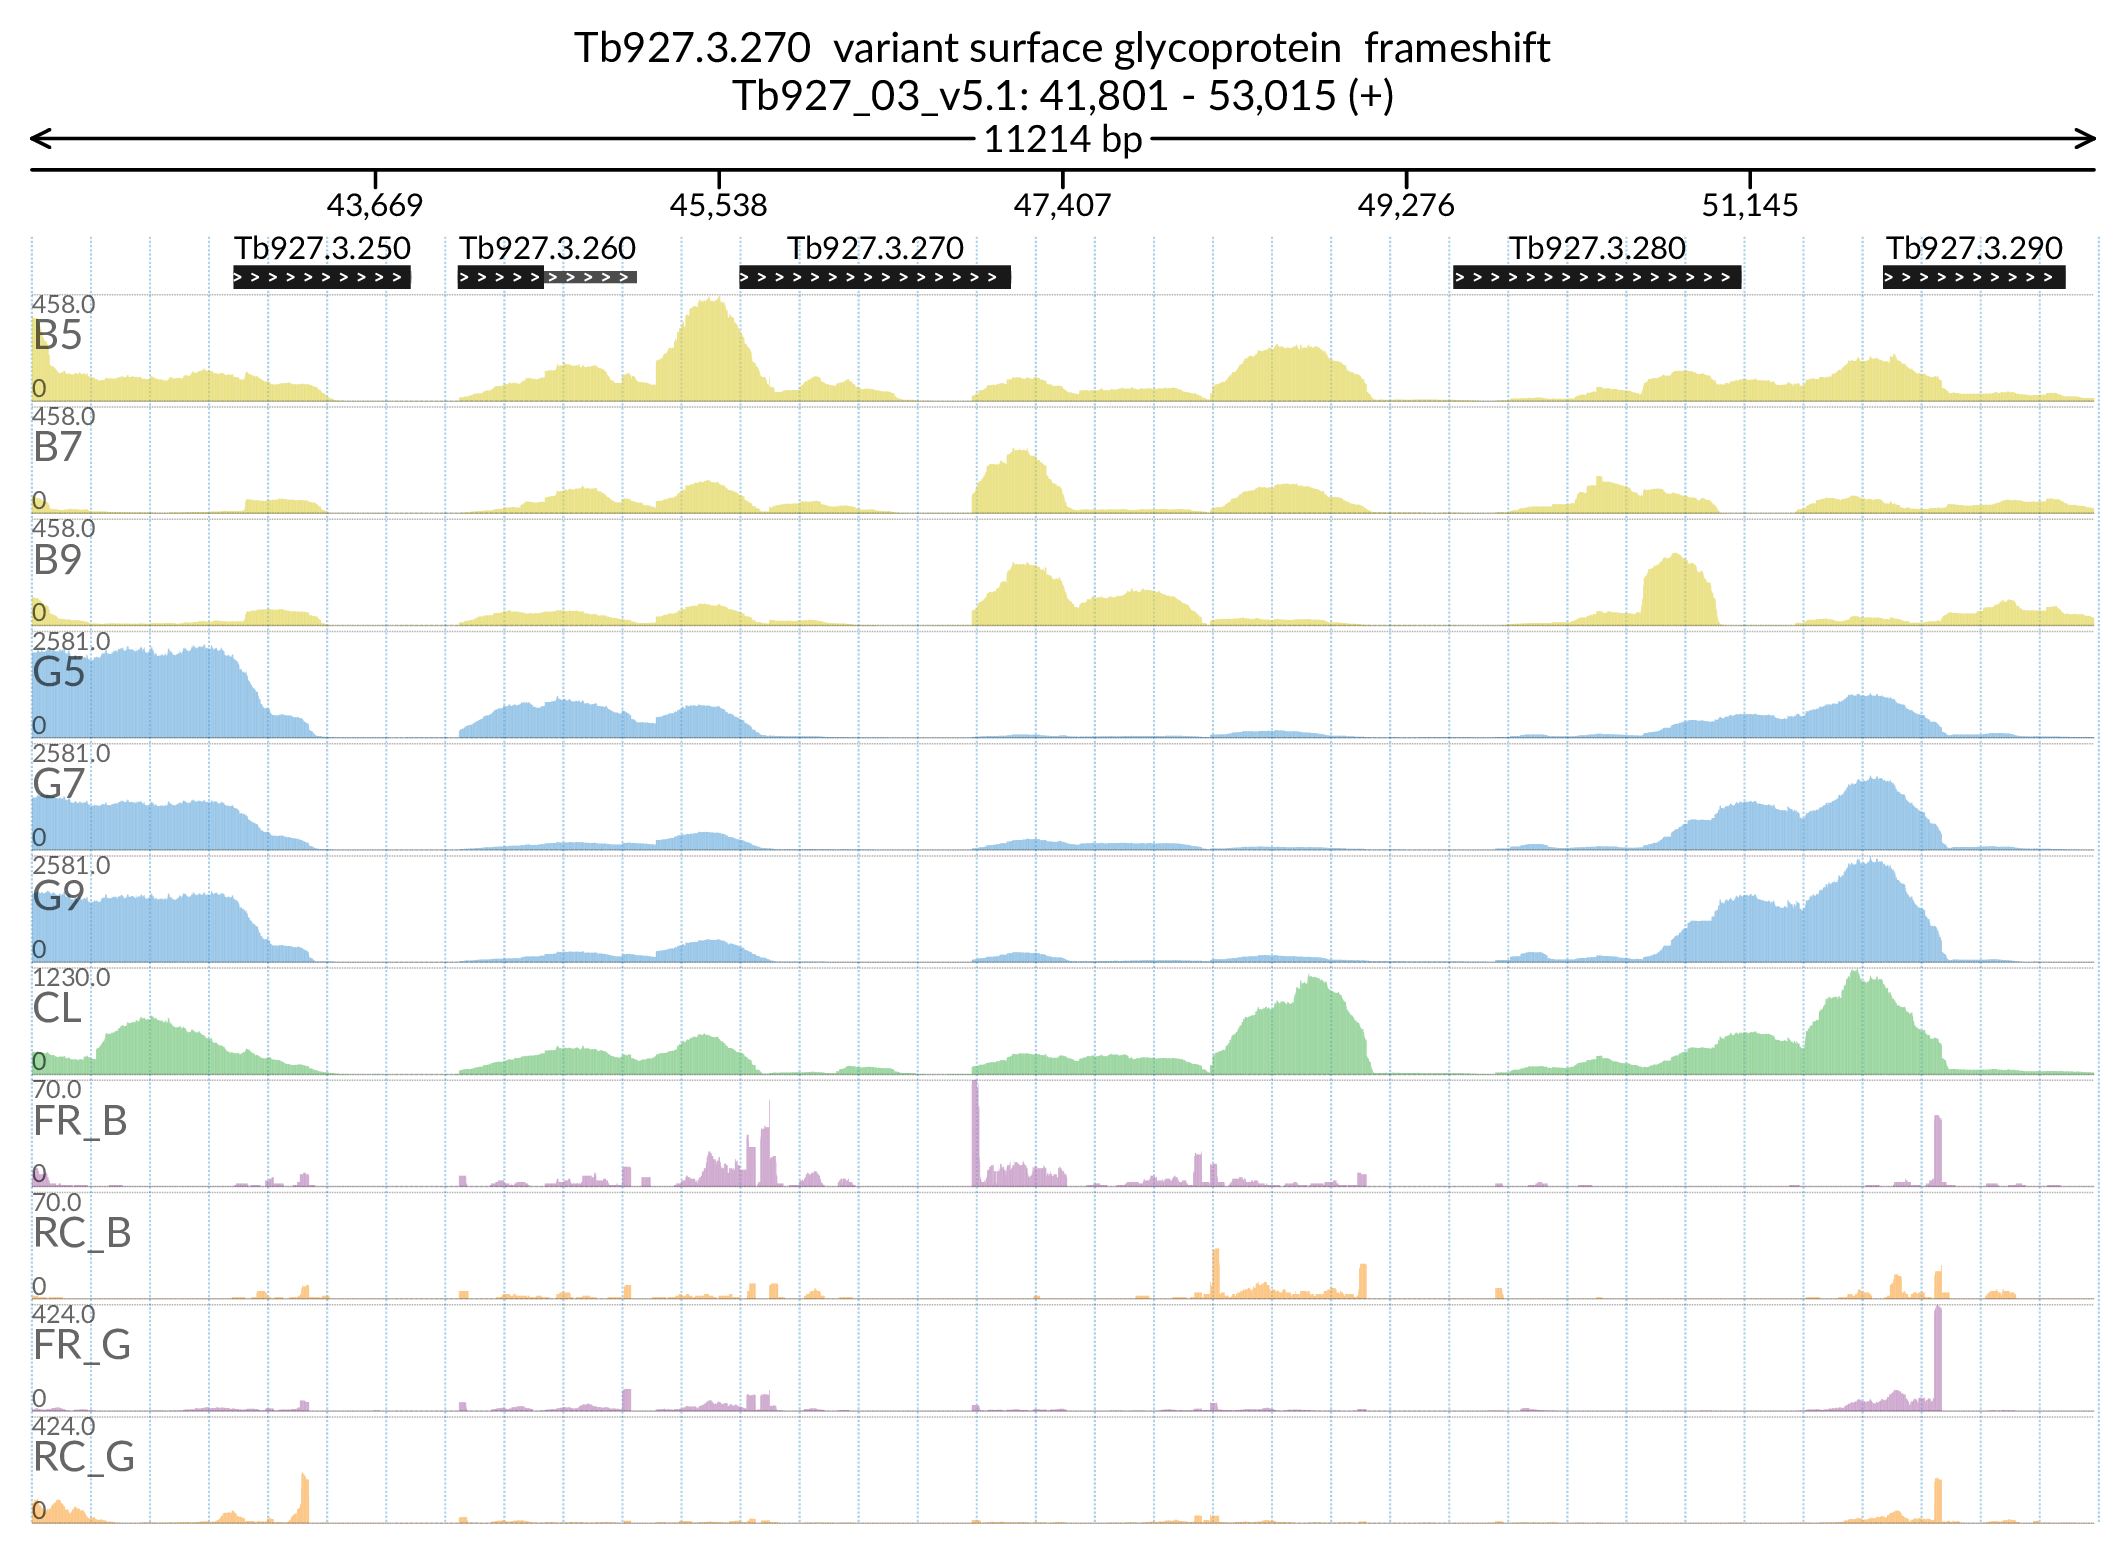 Tb927.3.270 variant surface glycoprotein frameshift
Tb927_03_v5.1: 41,801 - 53,015 (+)
11214 bp
43,669 45,538 47,407 49,276 51,145
Tb927.3.250 Tb927.3.260 Tb927.3.270 Tb927.3.280 Tb927.3.290
458.0
B5
0
458.0
B7
0
458.0
B9
0
2581.0
G5
0
2581.0
G7
0
2581.0
G9
0
1230.0
CL
0
70.0
FR_B
0
70.0
RC_B
0
424.0
FR_G
0
424.0
RC_G
0